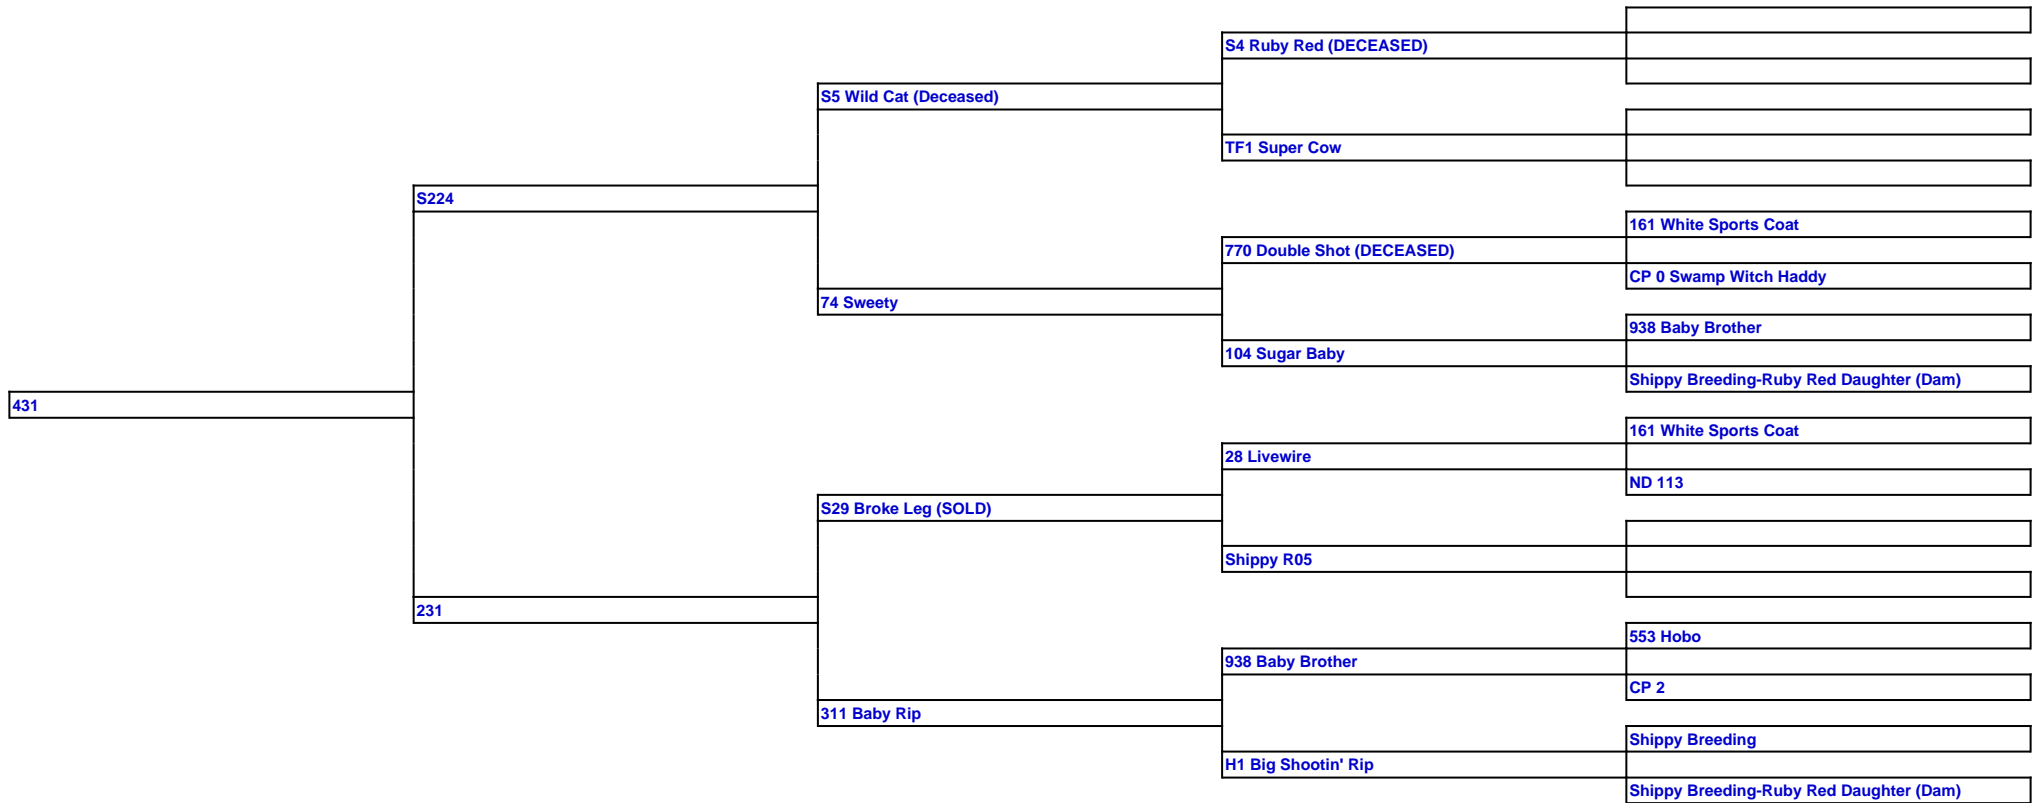 S4 Ruby Red (DECEASED)
S5 Wild Cat (Deceased)
TF1 Super Cow
S224
161 White Sports Coat
770 Double Shot (DECEASED)
CP 0 Swamp Witch Haddy
74 Sweety
938 Baby Brother
104 Sugar Baby
Shippy Breeding-Ruby Red Daughter (Dam)
431
161 White Sports Coat
28 Livewire
ND 113
S29 Broke Leg (SOLD)
Shippy R05
231
553 Hobo
938 Baby Brother
CP 2
311 Baby Rip
Shippy Breeding
H1 Big Shootin' Rip
Shippy Breeding-Ruby Red Daughter (Dam)